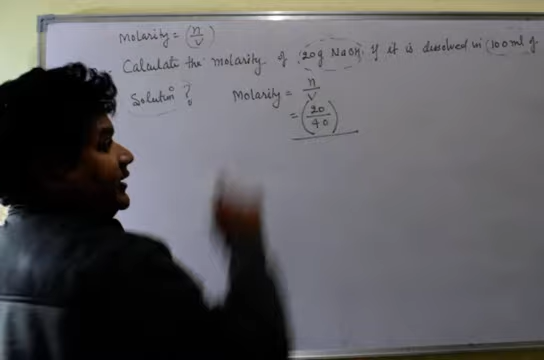 Molarity = (n/v)
Calculate the molarity of 20g NaOH, if it is dissolved in 100ml of
Solution ?
Molarity = n/v
= (20/40)